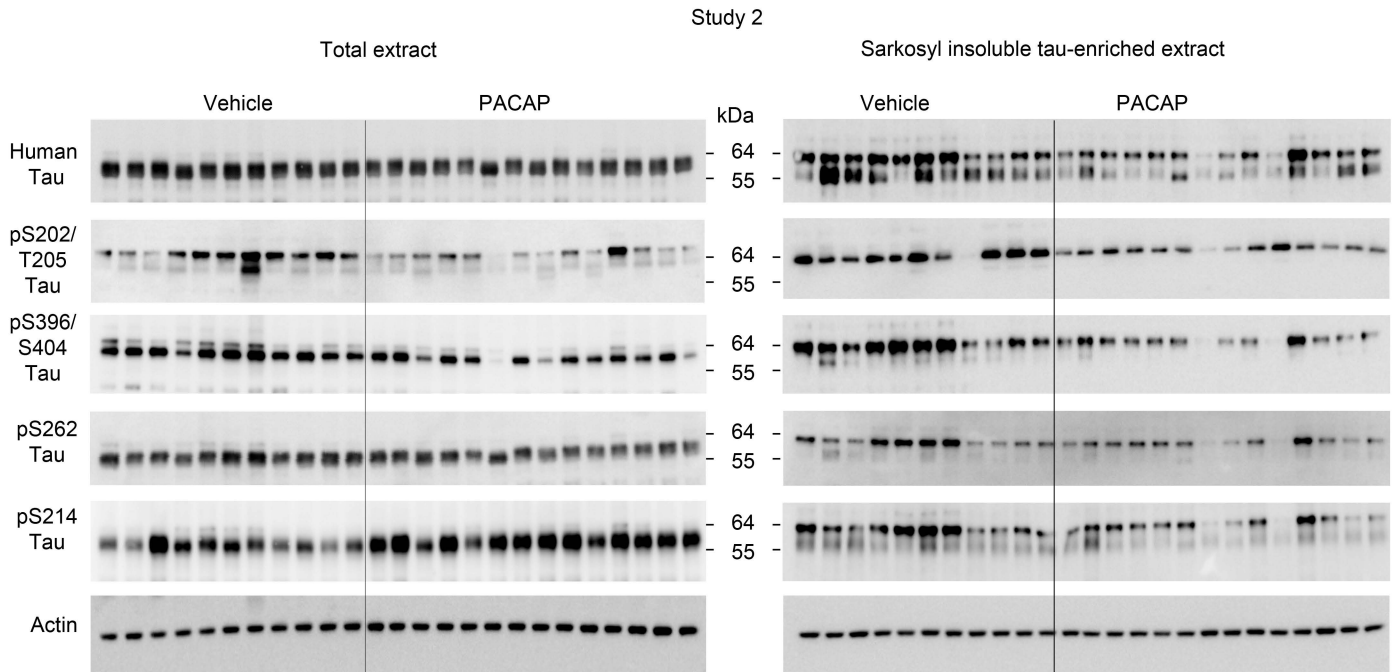 Study 2
Total extract
Sarkosyl insoluble tau-enriched extract
Vehicle
PACAP
kDa
Vehicle
PACAP
Human
Tau
64
55
pS202/
T205
Tau
64
55
pS396/
S404
Tau
64
55
pS262
Tau
64
55
pS214
Tau
64
55
Actin